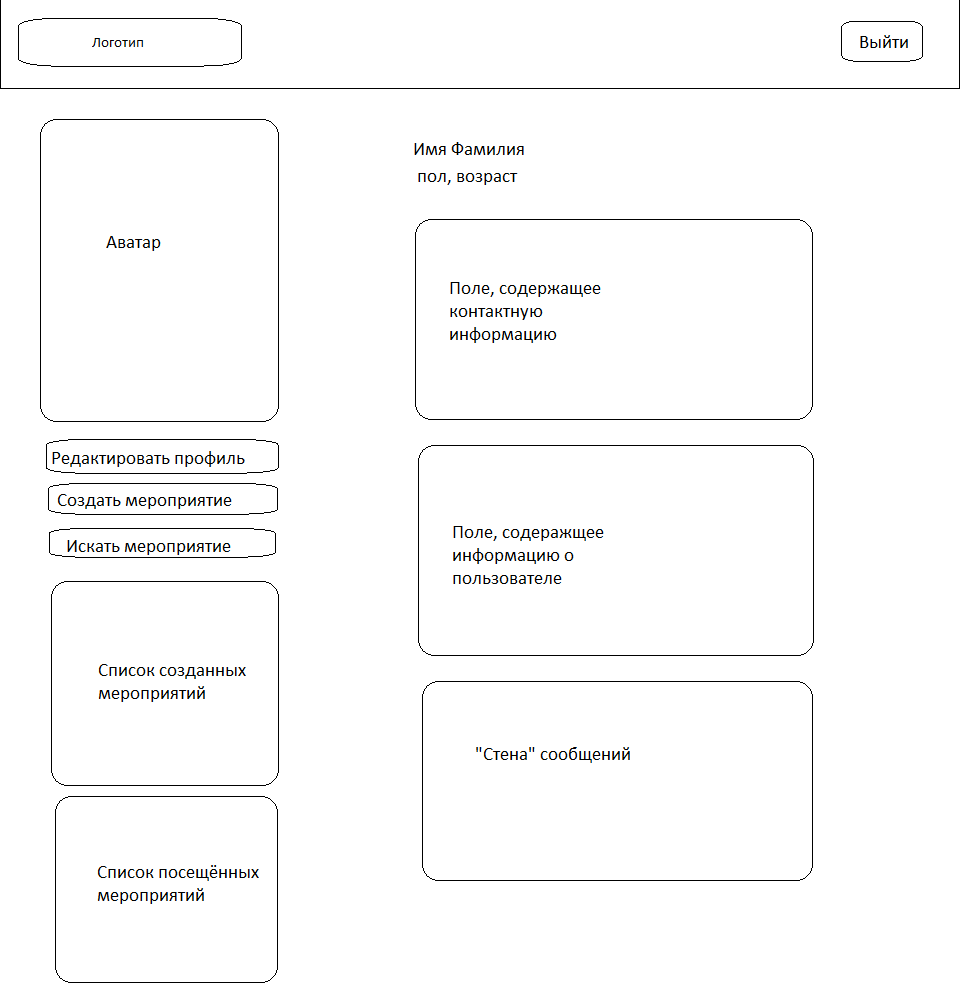 Логотип
Выйти
Аватар
Редактировать профиль
Создать мероприятие
Искать мероприятие
Список созданных
мероприятий
Список посещённых
мероприятий
Имя Фамилия
пол, возраст
Поле, содержащее
контактную
информацию
Поле, содеражщее
информацию о
пользователе
"Стена" сообщений